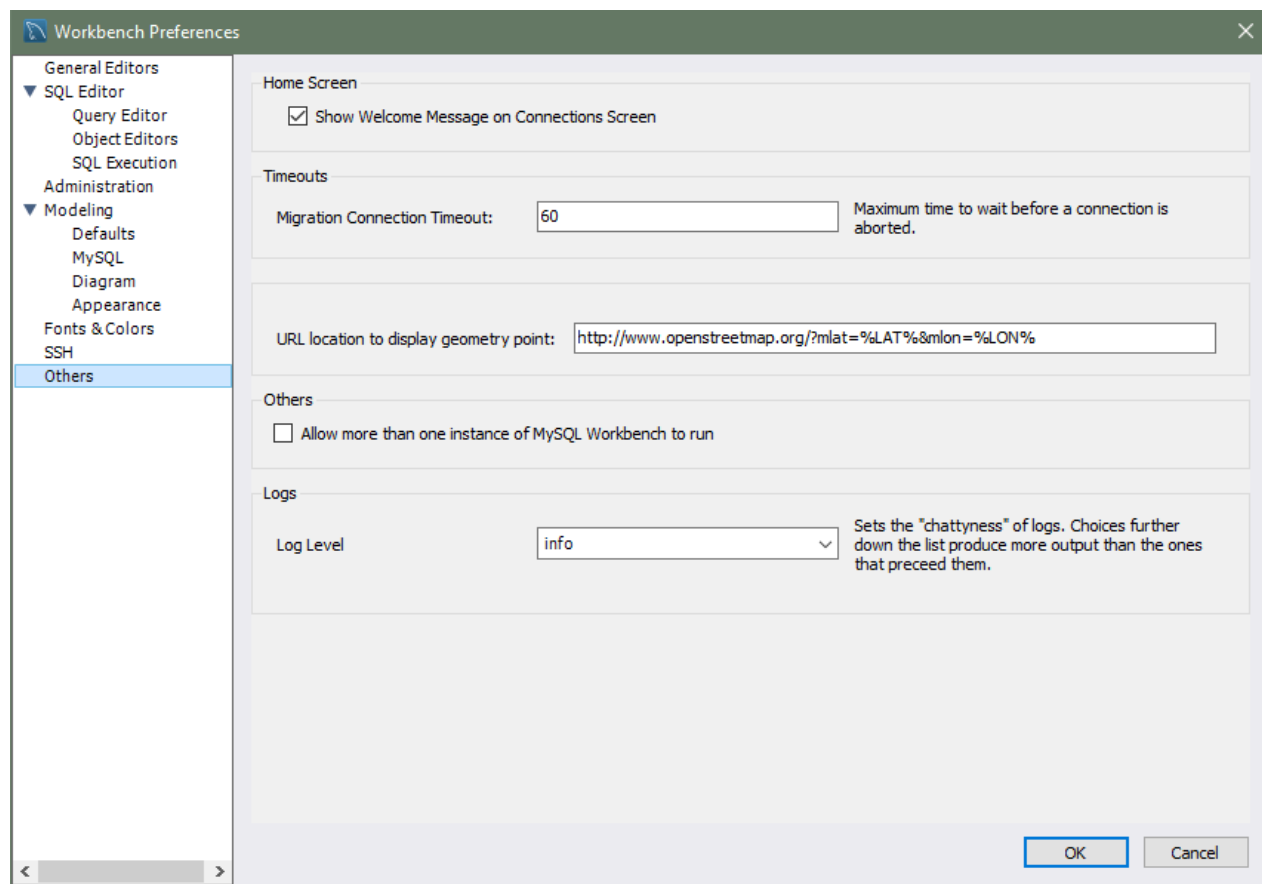 Workbench Preferences
General Editors
SQL Editor
Query Editor
Object Editors
SQL Execution
Administration
Modeling
Defaults
MySQL
Diagram
Appearance
Fonts & Colors
SSH
Others
Home Screen
Show Welcome Message on Connections Screen
Timeouts
Migration Connection Timeout:
60
Maximum time to wait before a connection is
aborted.
URL location to display geometry point:
http://www.openstreetmap.org/?mlat=%LAT%&mlon=%LON%
Others
Allow more than one instance of MySQL Workbench to run
Logs
Log Level
info
Sets the "chattyness" of logs. Choices further
down the list produce more output than the ones
that preceed them.
OK
Cancel